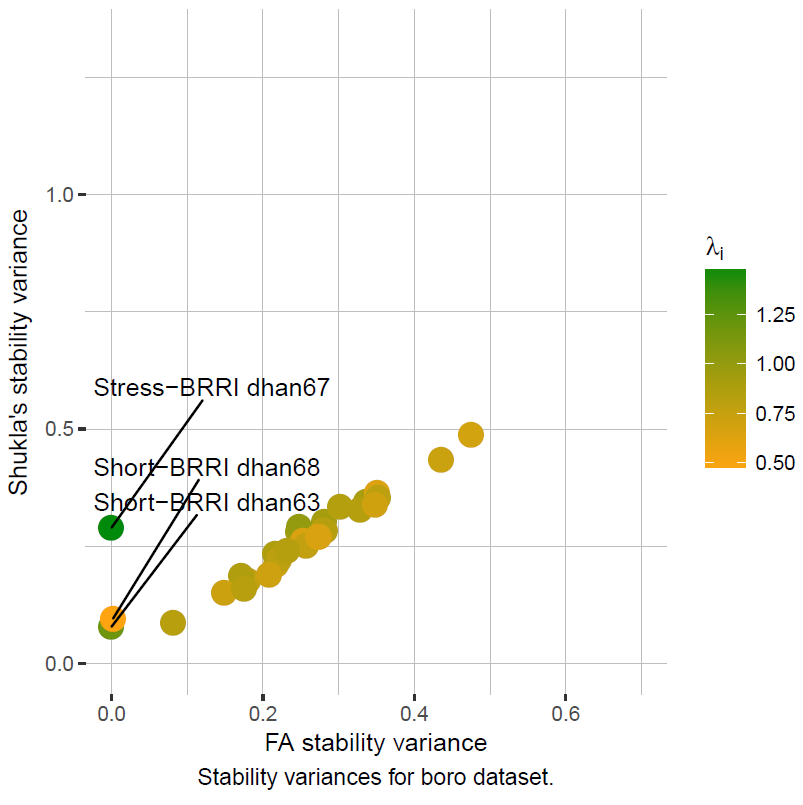 Shukla's stability variance
1.0
0.5
0.0
Stress−BRRI dhan67
Short−BRRI dhan68
Short−BRRI dhan63
0.0
0.2
0.4
0.6
FA stability variance
Stability variances for boro dataset.
λi
1.25
1.00
0.75
0.50